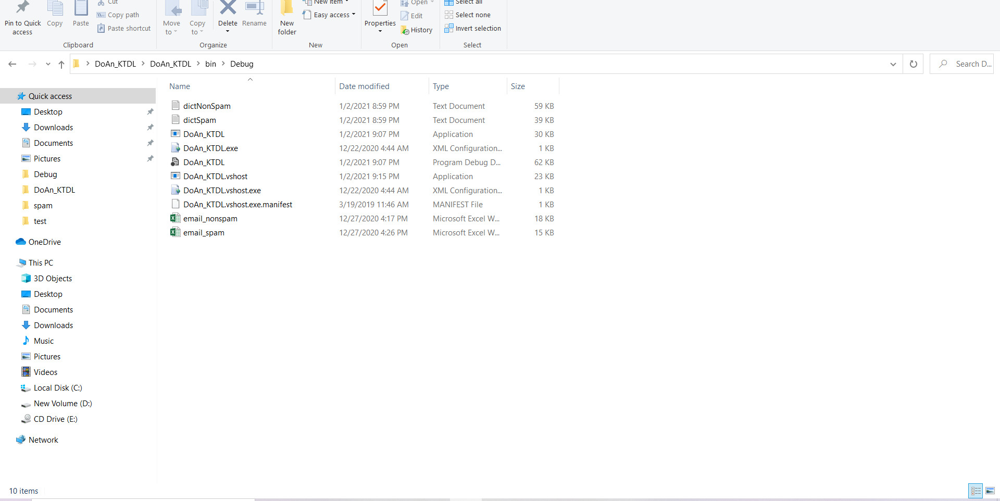 Cut
New item
Open
Select all
Copy path
Easy access
Edit
Select none
Pin to Quick access
Copy
Paste
Paste shortcut
Move to
Copy to
Delete
Rename
New folder
Properties
History
Invert selection
Clipboard
Organize
New
Open
Select
DoAn_KTDL > DoAn_KTDL > bin > Debug
Search D...
Name Date modified Type Size
dictNonSpam 1/2/2021 8:59 PM Text Document 59 KB
dictSpam 1/2/2021 8:59 PM Text Document 39 KB
DoAn_KTDL 1/2/2021 9:07 PM Application 30 KB
DoAn_KTDL.exe 12/22/2020 4:44 AM XML Configuration... 1 KB
DoAn_KTDL 1/2/2021 9:07 PM Program Debug D... 62 KB
DoAn_KTDL.vshost 1/2/2021 9:15 PM Application 23 KB
DoAn_KTDL.vshost.exe 12/22/2020 4:44 AM XML Configuration... 1 KB
DoAn_KTDL.vshost.exe.manifest 3/19/2019 11:46 AM MANIFEST File 1 KB
email_nonspam 12/27/2020 4:17 PM Microsoft Excel W... 18 KB
email_spam 12/27/2020 4:26 PM Microsoft Excel W... 15 KB
Quick access
Desktop
Downloads
Documents
Pictures
Debug
DoAn_KTDL
spam
test
OneDrive
This PC
3D Objects
Desktop
Documents
Downloads
Music
Pictures
Videos
Local Disk (C:)
New Volume (D:)
CD Drive (E:)
Network
10 items